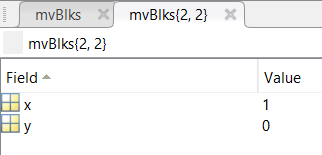 mvBlks mvBlks{2, 2}
mvBlks{2, 2}
Field Value
x 1
y 0